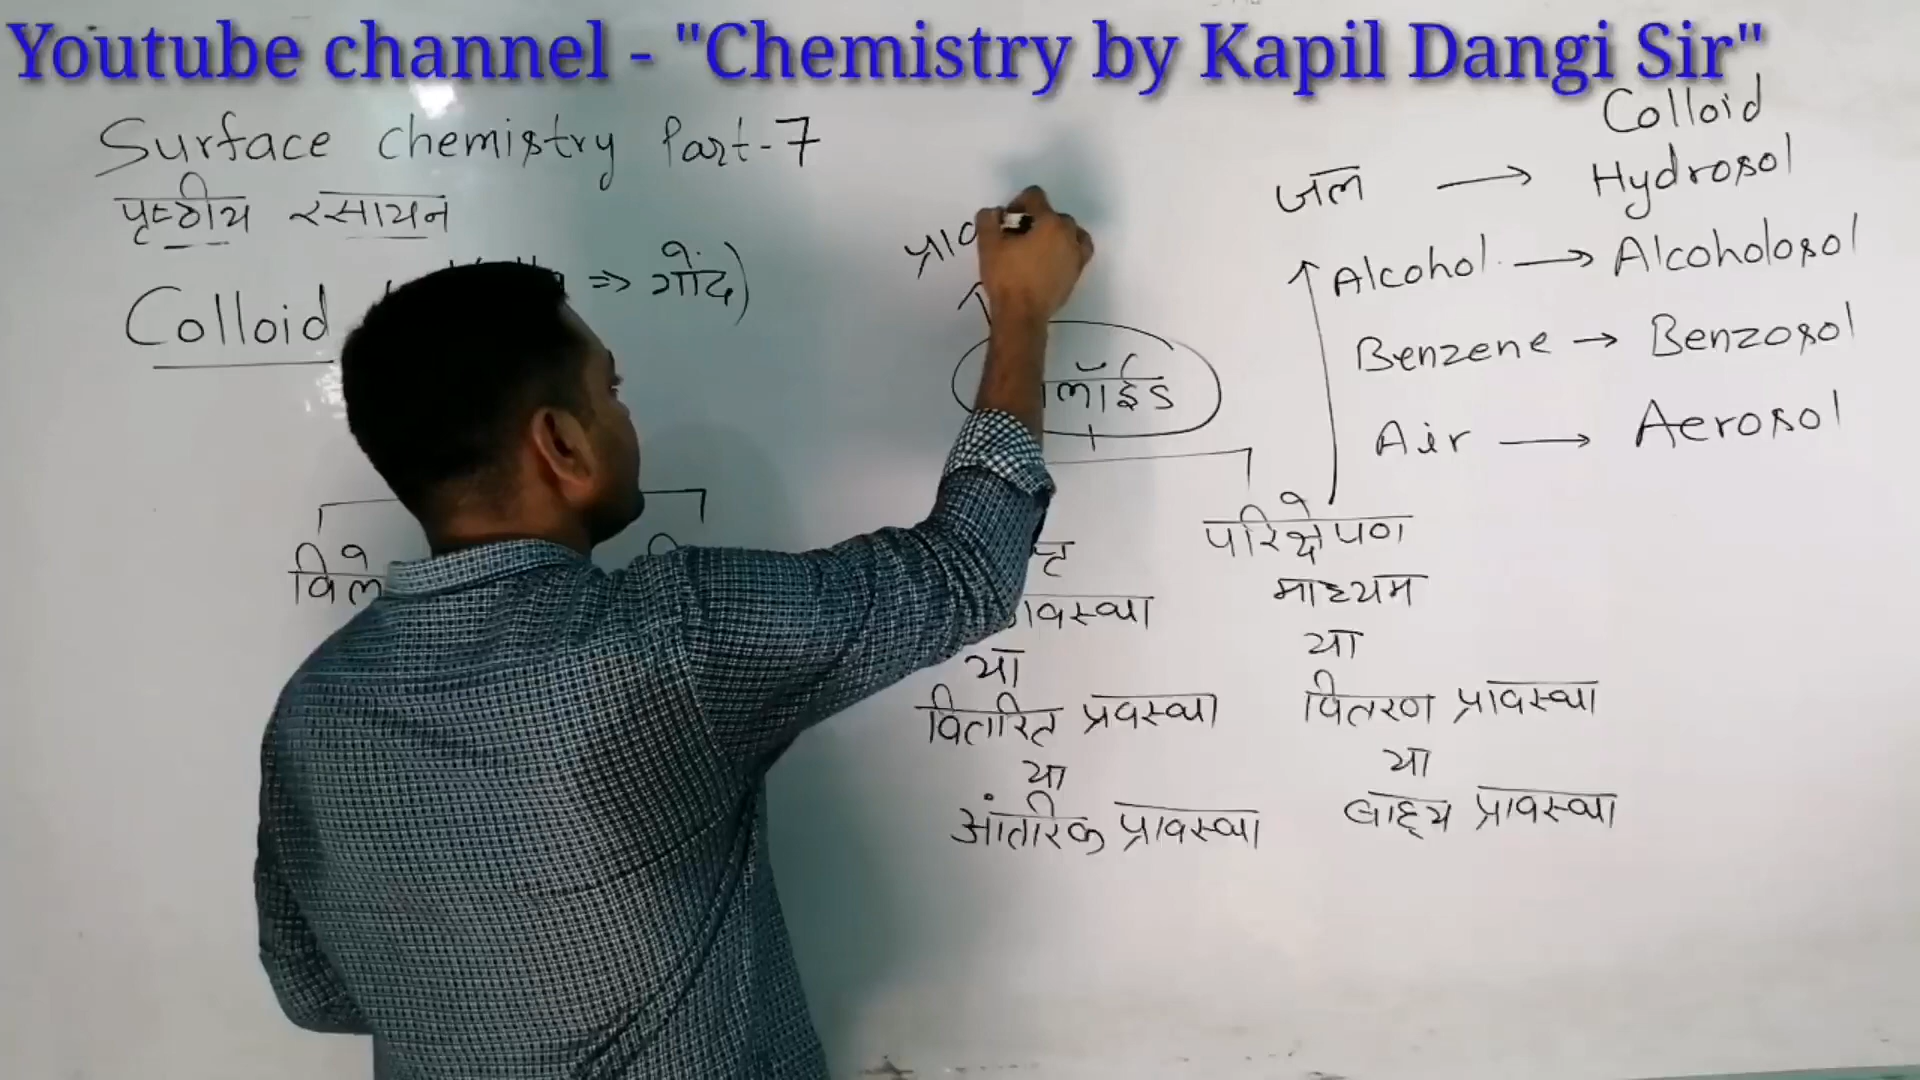 Youtube channel - "Chemistry by Kapil Dangi Sir"
Surface chemistry Part-7
पृष्ठीय रसायन
Colloid
⇒ गोंद)
Colloid
जल → Hydrosol
Alcohol → Alcoholosol
Benzene → Benzosol
Air → Aerosol
परिक्षेपण
माध्यम
या
वितरण प्रावस्था
या
बाह्य प्रावस्था
या
वितरित प्रवस्था
या
आंतरिक प्रावस्था